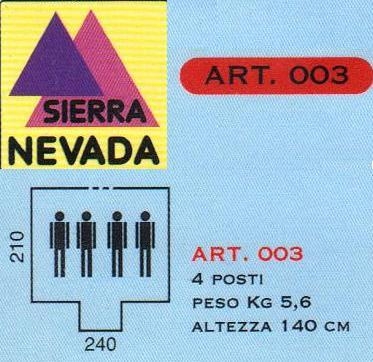 SIERRA
NEVADA
ART. 003
210
240
ART. 003
4 POSTI
PESO KG 5,6
ALTEZZA 140 CM